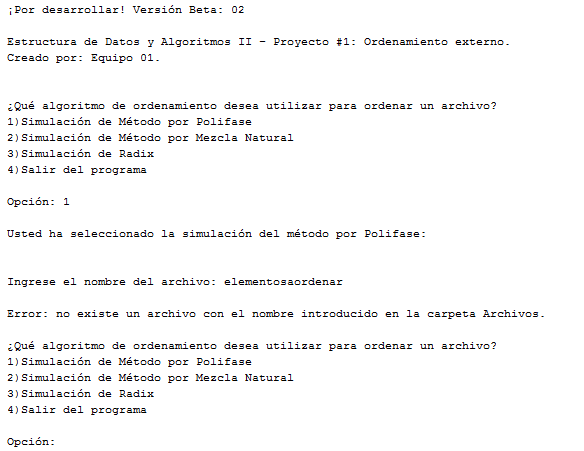 ¡Por desarrollar! Versión Beta: 02
Estructura de Datos y Algoritmos II - Proyecto #1: Ordenamiento externo.
Creado por: Equipo 01.
¿Qué algoritmo de ordenamiento desea utilizar para ordenar un archivo?
1)Simulación de Método por Polifase
2)Simulación de Método por Mezcla Natural
3)Simulación de Radix
4)Salir del programa
Opción: 1
Usted ha seleccionado la simulación del método por Polifase:
Ingrese el nombre del archivo: elementosaordenar
Error: no existe un archivo con el nombre introducido en la carpeta Archivos.
¿Qué algoritmo de ordenamiento desea utilizar para ordenar un archivo?
1)Simulación de Método por Polifase
2)Simulación de Método por Mezcla Natural
3)Simulación de Radix
4)Salir del programa
Opción: